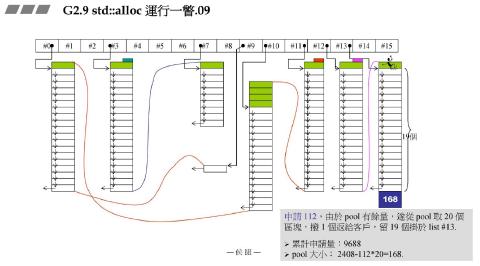 G2.9 std::alloc 運行一瞥.09
#0 #1 #2 #3 #4 #5 #6 #7 #8 #9 #10 #11 #12 #13 #14 #15
19個
168
申請 112，由於 pool 有餘量，遂從 pool 取 20 個
區塊，撥 1 個返給客戶，留 19 個掛於 list #13.
➢ 累計申請量：9688
➢ pool 大小： 2408-112*20=168.
— 侯捷 —